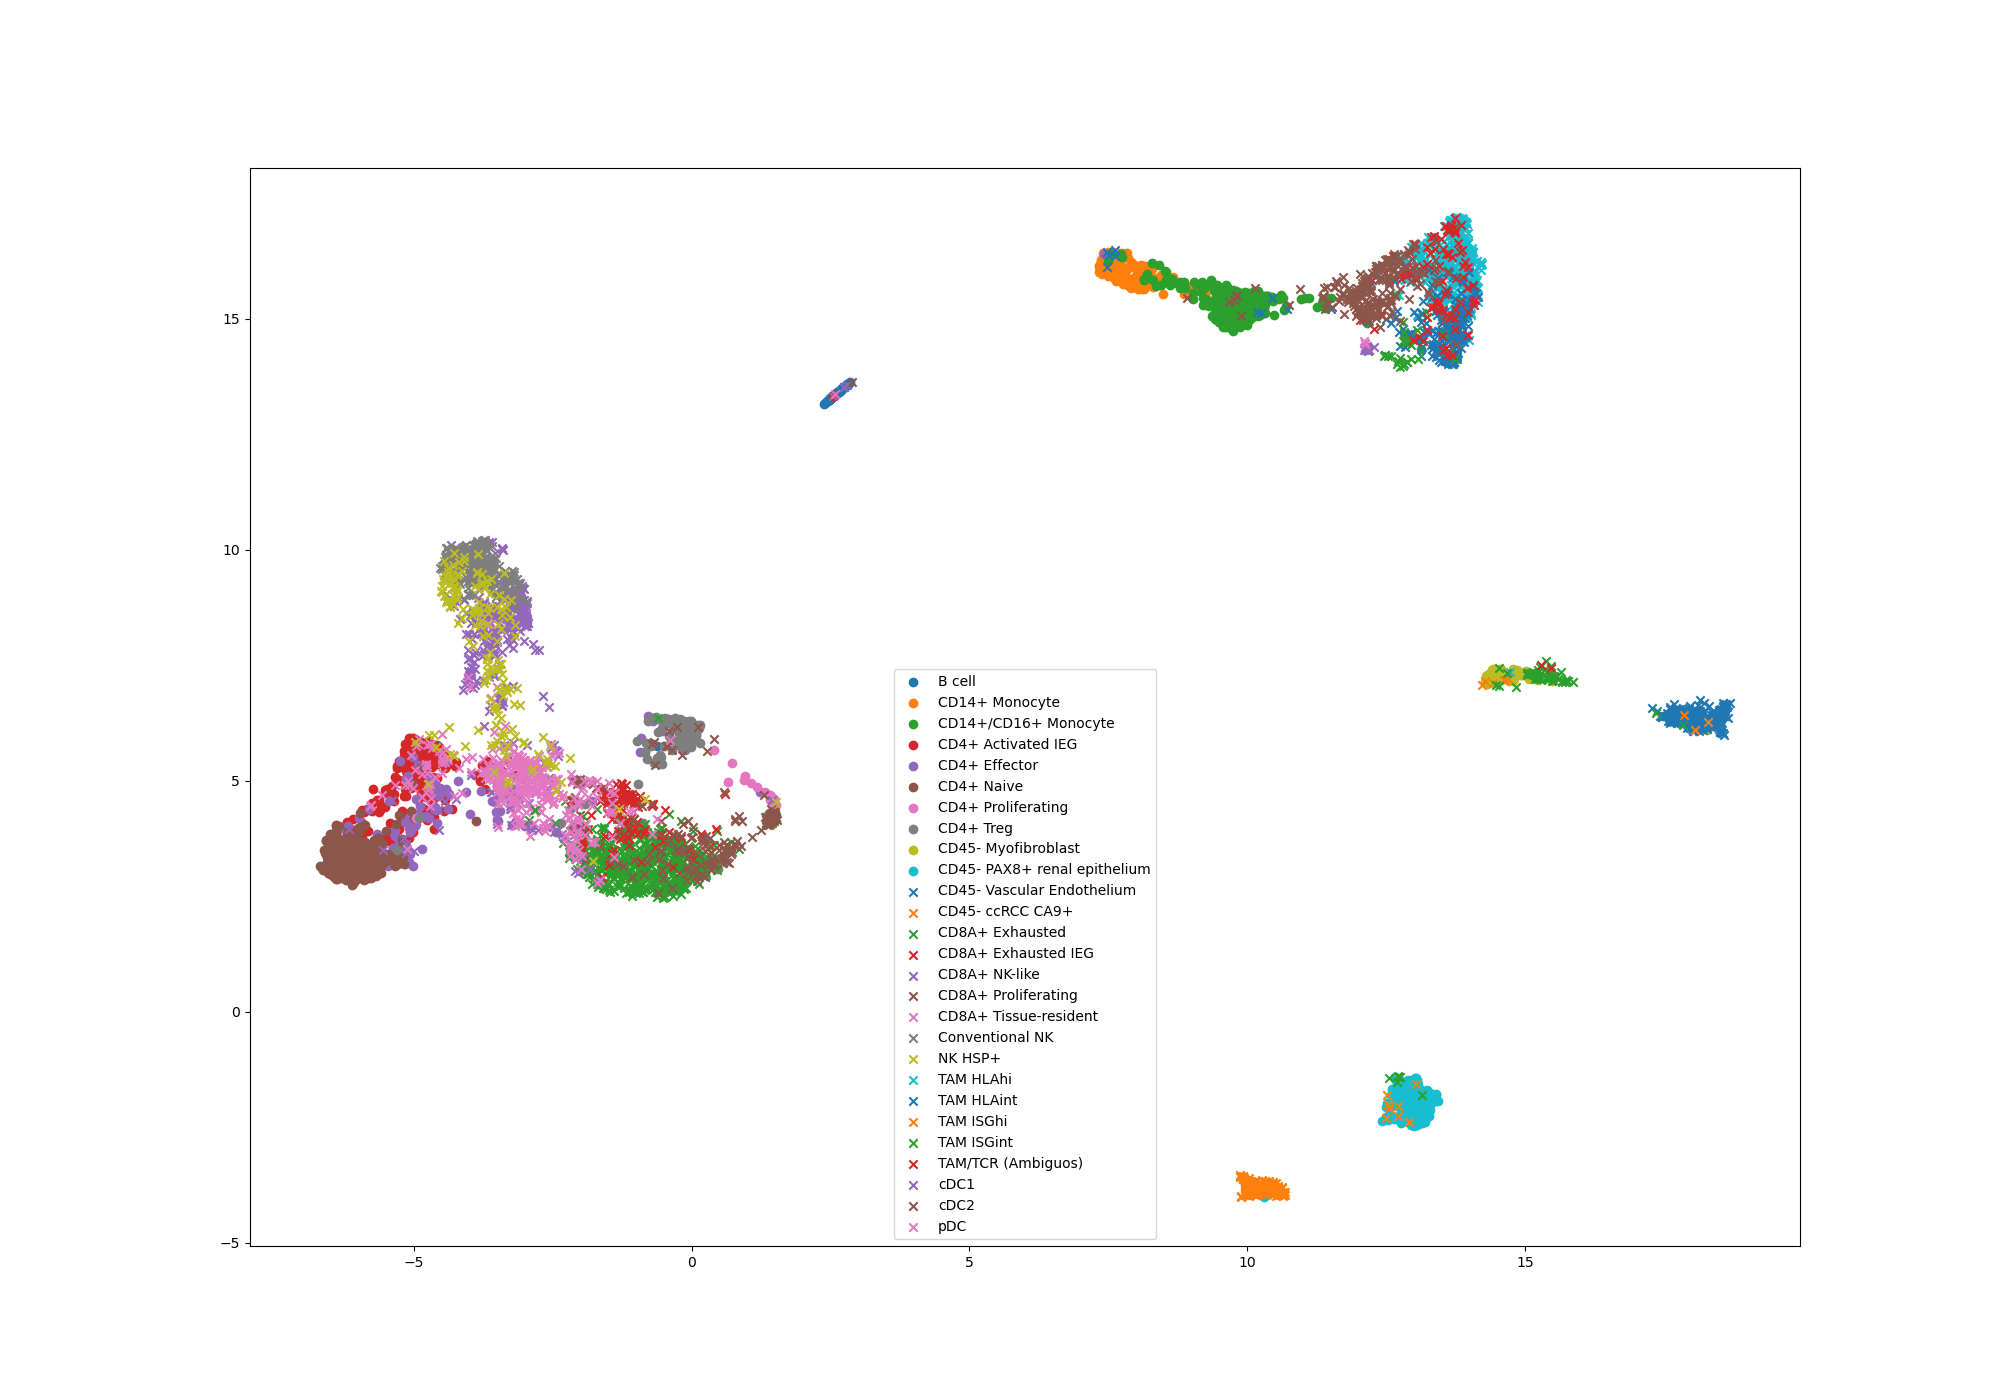 15
10
5
0
−5
−5
0
5
10
15
B cell
CD14+ Monocyte
CD14+/CD16+ Monocyte
CD4+ Activated IEG
CD4+ Effector
CD4+ Naive
CD4+ Proliferating
CD4+ Treg
CD45- Myofibroblast
CD45- PAX8+ renal epithelium
CD45- Vascular Endothelium
CD45- ccRCC CA9+
CD8A+ Exhausted
CD8A+ Exhausted IEG
CD8A+ NK-like
CD8A+ Proliferating
CD8A+ Tissue-resident
Conventional NK
NK HSP+
TAM HLAhi
TAM HLAint
TAM ISGhi
TAM ISGint
TAM/TCR (Ambiguos)
cDC1
cDC2
pDC